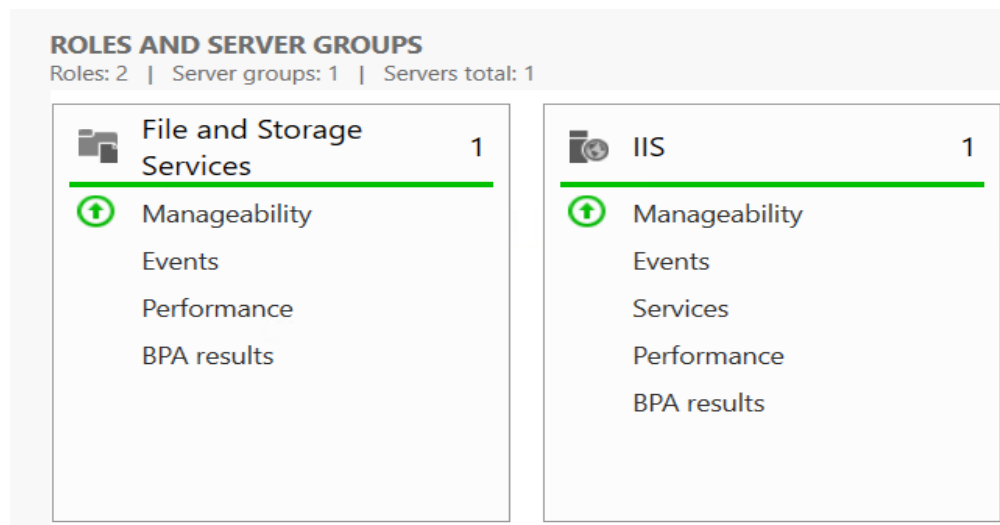 ROLES AND SERVER GROUPS
Roles: 2 | Server groups: 1 | Servers total: 1
File and Storage
Services 1
Manageability
Events
Performance
BPA results
IIS 1
Manageability
Events
Services
Performance
BPA results